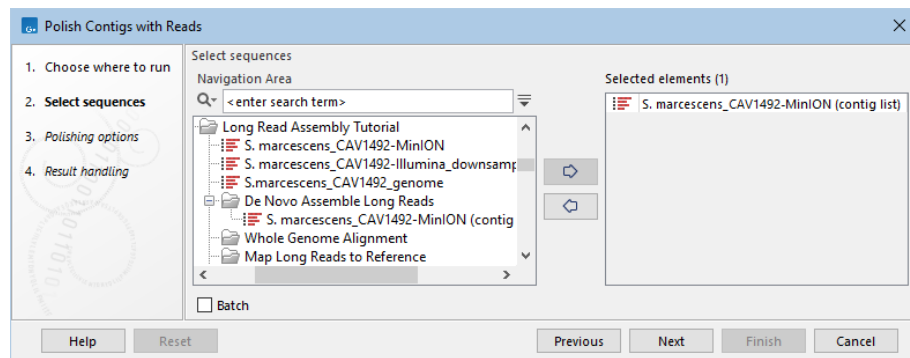 Polish Contigs with Reads
1. Choose where to run
2. Select sequences
3. Polishing options
4. Result handling
Select sequences
Navigation Area
<enter search term>
Long Read Assembly Tutorial
S. marcescens_CAV1492-MinION
S. marcescens_CAV1492-Illumina_downsamp
S.marcescens_CAV1492_genome
De Novo Assemble Long Reads
S. marcescens_CAV1492-MinION (contig
Whole Genome Alignment
Map Long Reads to Reference
Batch
Selected elements (1)
S. marcescens_CAV1492-MinION (contig list)
Help
Reset
Previous
Next
Finish
Cancel